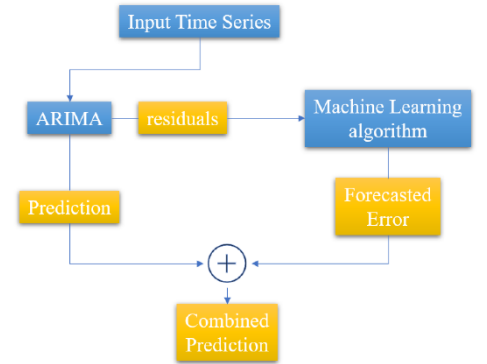 Input Time Series
ARIMA
residuals
Machine Learning
algorithm
Prediction
Forecasted
Error
+
Combined
Prediction